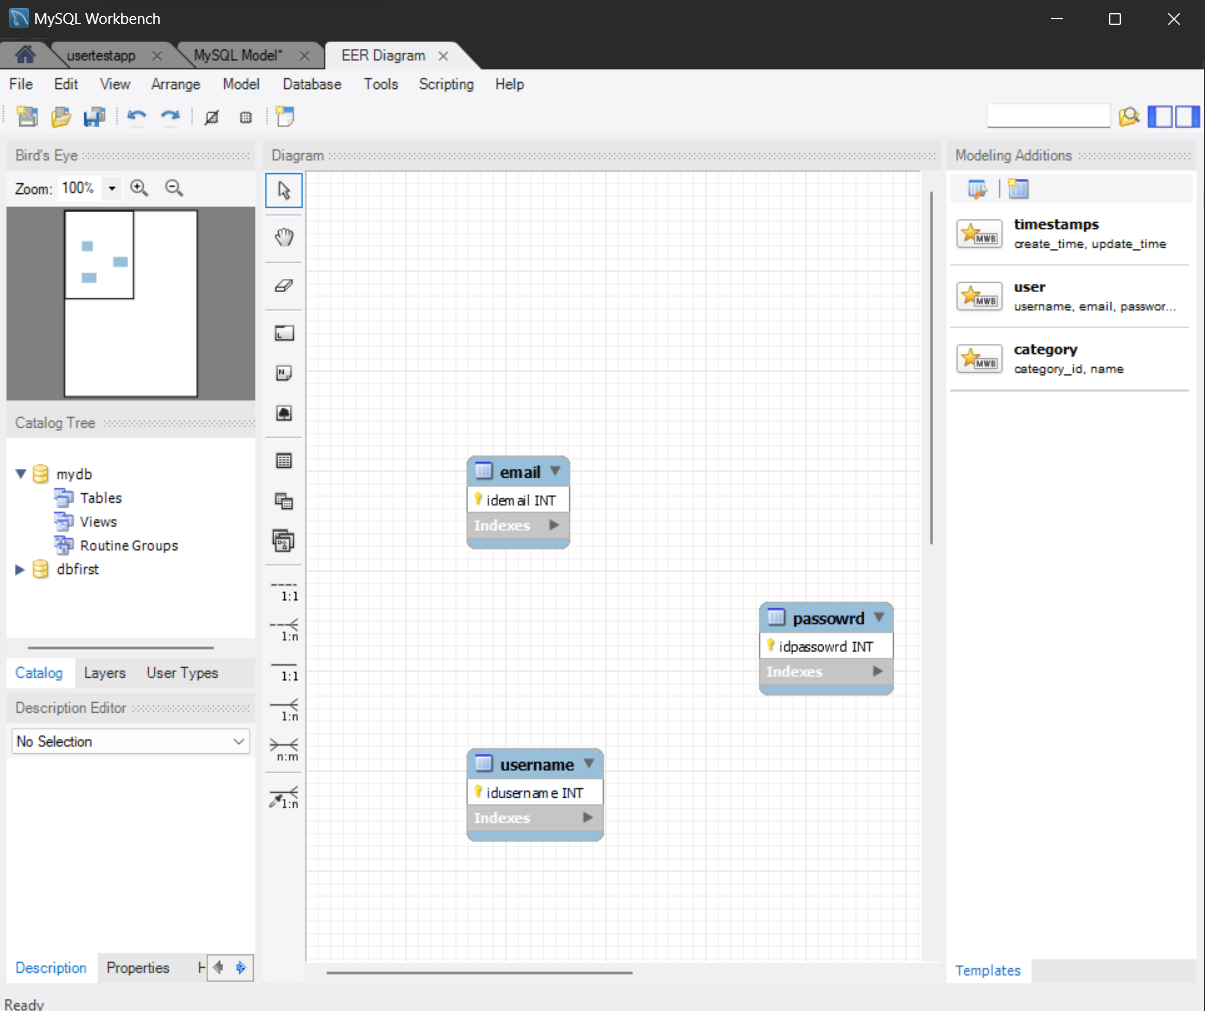 MySQL Workbench
usertestapp
MySQL Model*
EER Diagram
File Edit View Arrange Model Database Tools Scripting Help
Bird's Eye
Zoom: 100%
Catalog Tree
mydb
Tables
Views
Routine Groups
dbfirst
Catalog Layers User Types
Description Editor
No Selection
Description Properties H
Ready
Diagram
L
N
1:1
1:n
1:1
1:n
n:m
1:n
email
idemail INT
Indexes
passowrd
idpassowrd INT
Indexes
username
idusername INT
Indexes
Modeling Additions
MWB
timestamps
create_time, update_time
MWB
user
username, email, passwor...
MWB
category
category_id, name
Templates